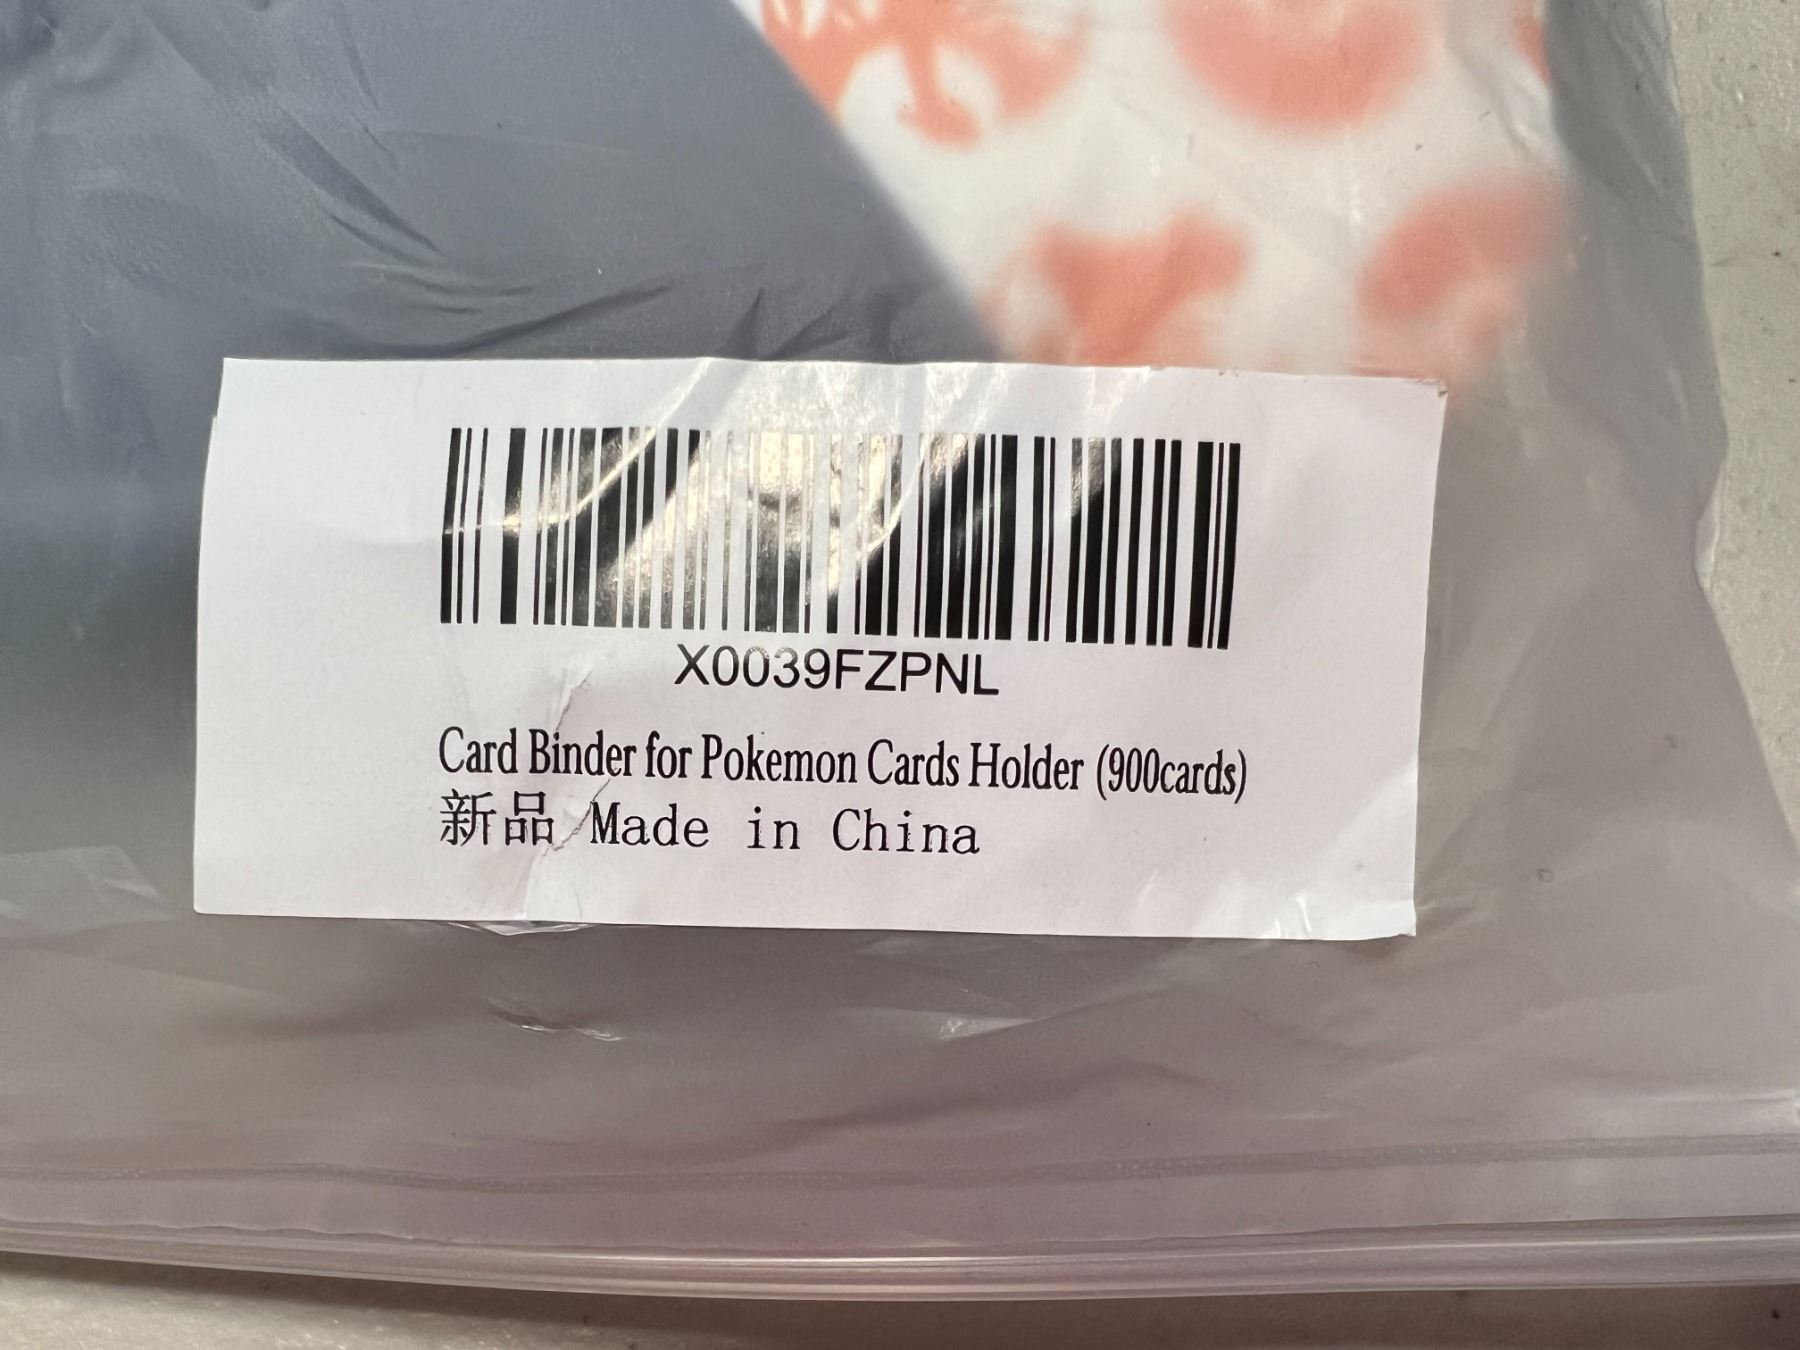 X0039FZPNL
Card Binder for Pokemon Cards Holder (900cards)
新品 Made in China